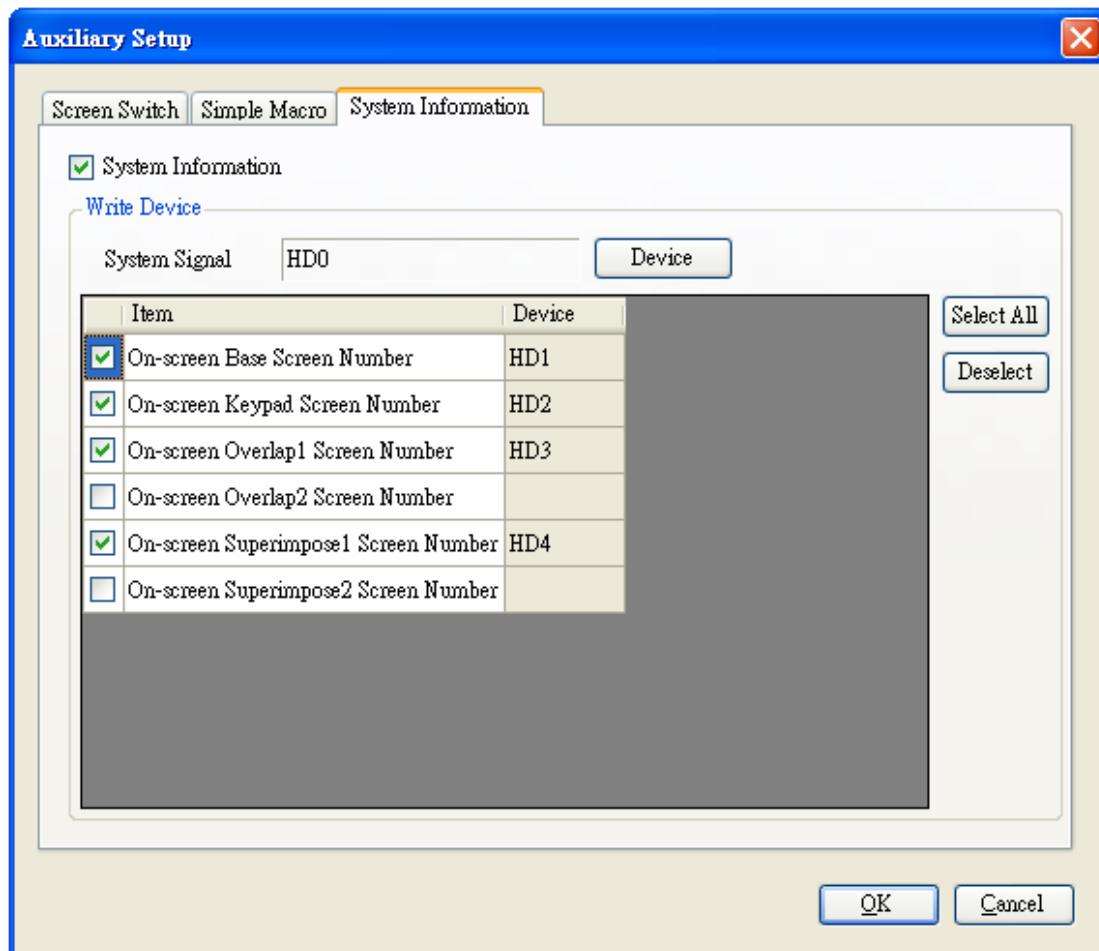 Auxiliary Setup
Screen Switch Simple Macro System Information
System Information
Write Device
System Signal HD0 Device
Item Device
Select All
On-screen Base Screen Number HD1
Deselect
On-screen Keypad Screen Number HD2
On-screen Overlap1 Screen Number HD3
On-screen Overlap2 Screen Number
On-screen Superimpose1 Screen Number HD4
On-screen Superimpose2 Screen Number
OK Cancel